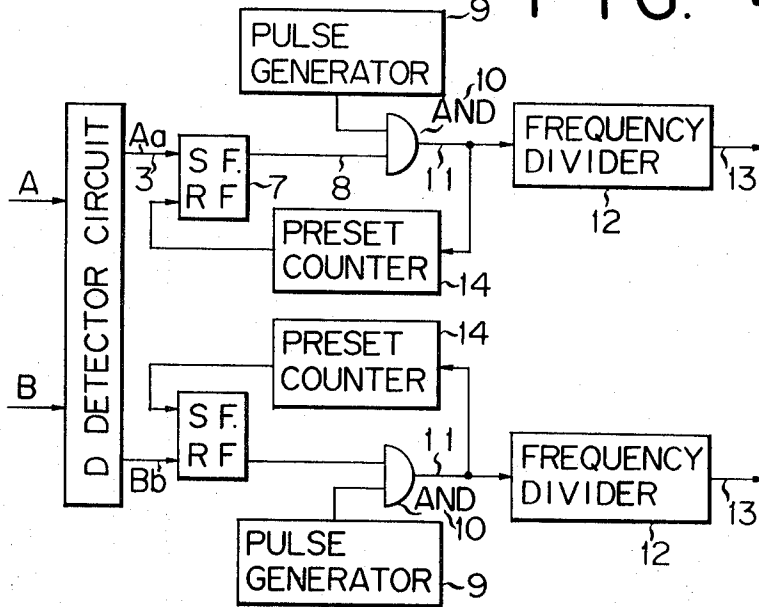 FIG.
9
PULSE
GENERATOR
10
AND
Aa
3
S F.
R F
7
8
11
FREQUENCY
DIVIDER
12
13
A
D DETECTOR CIRCUIT
PRESET
COUNTER
14
14
PRESET
COUNTER
B
S F.
R F
Bb
11
AND
10
FREQUENCY
DIVIDER
12
13
PULSE
GENERATOR
9